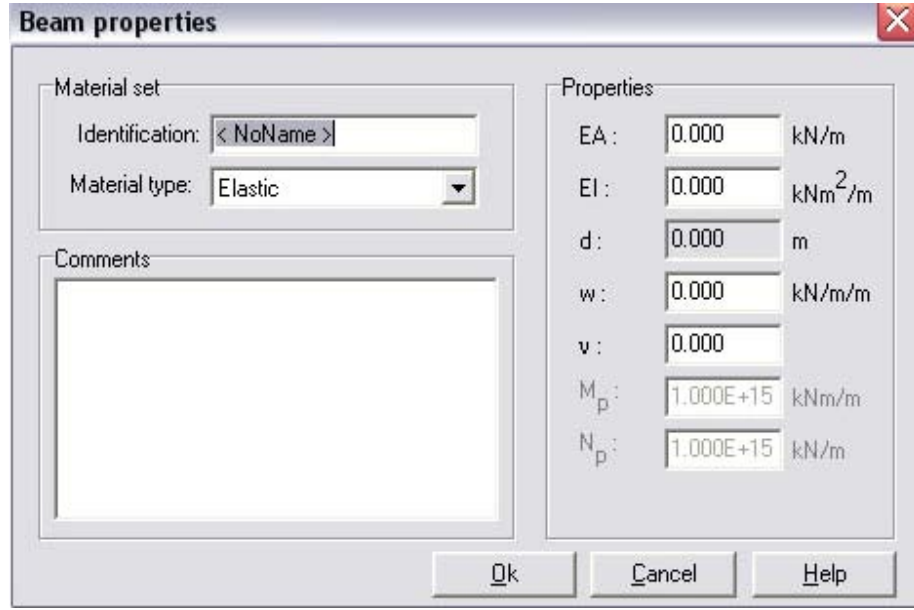 Beam properties
Material set
Identification: < NoName >
Material type: Elastic
Comments
Properties
EA : 0.000 kN/m
EI : 0.000 kNm²/m
d : 0.000 m
w : 0.000 kN/m/m
ν : 0.000
Mp : 1.000E+15 kNm/m
Np : 1.000E+15 kN/m
Ok Cancel Help